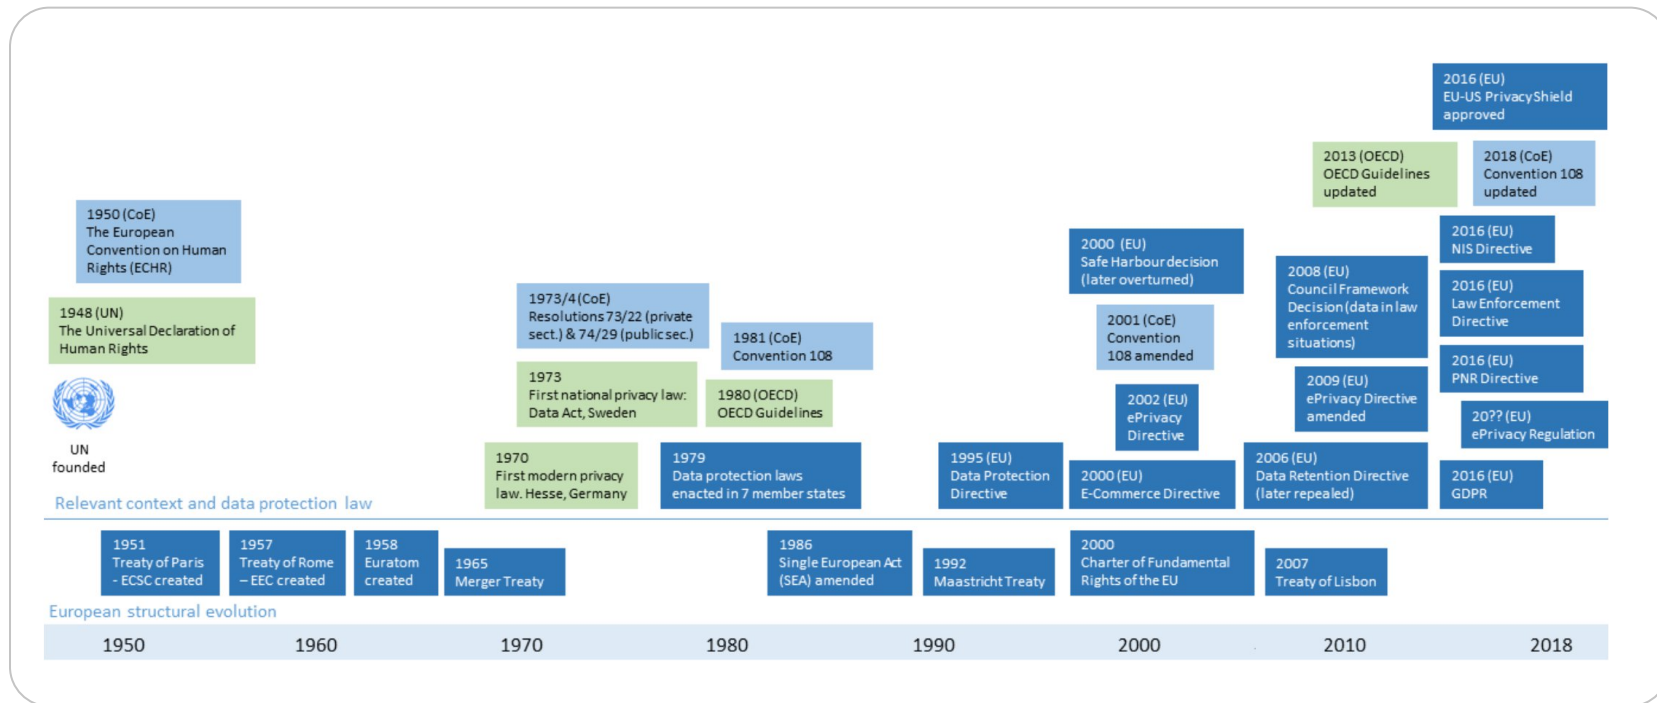 2016 (EU)
EU-US Privacy Shield
approved
2013 (OECD)
OECD Guidelines
updated
2018 (CoE)
Convention 108
updated
1950 (CoE)
The European
Convention on Human
Rights (ECHR)
2000 (EU)
Safe Harbour decision
(later overturned)
2016 (EU)
NIS Directive
2008 (EU)
Council Framework
Decision (data in law
enforcement
situations)
2016 (EU)
Law Enforcement
Directive
1948 (UN)
The Universal Declaration of
Human Rights
1973/4 (CoE)
Resolutions 73/22 (private
sect.) & 74/29 (public sec.)
1981 (CoE)
Convention 108
2001 (CoE)
Convention
108 amended
2016 (EU)
PNR Directive
UN
founded
1973
First national privacy law:
Data Act, Sweden
1980 (OECD)
OECD Guidelines
2002 (EU)
ePrivacy
Directive
2009 (EU)
ePrivacy Directive
amended
20?? (EU)
ePrivacy Regulation
1970
First modern privacy
law. Hesse, Germany
1979
Data protection laws
enacted in 7 member states
1995 (EU)
Data Protection
Directive
2000 (EU)
E-Commerce Directive
2006 (EU)
Data Retention Directive
(later repealed)
2016 (EU)
GDPR
Relevant context and data protection law
1951
Treaty of Paris
- ECSC created
1957
Treaty of Rome
– EEC created
1958
Euratom
created
1965
Merger Treaty
1986
Single European Act
(SEA) amended
1992
Maastricht Treaty
2000
Charter of Fundamental
Rights of the EU
2007
Treaty of Lisbon
European structural evolution
1950 1960 1970 1980 1990 2000 2010 2018